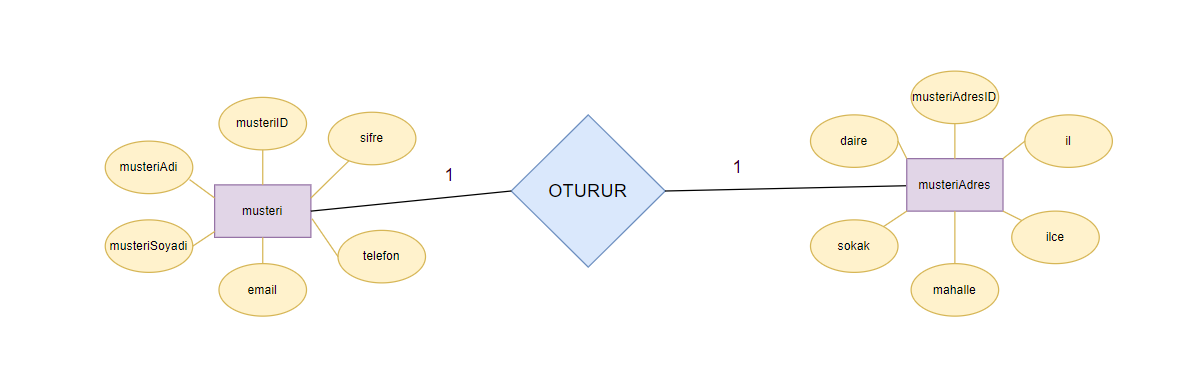 musteriID
sifre
musteriAdi
musteri
musteriSoyadi
telefon
email
1
OTURUR
1
musteriAdresID
daire
il
musteriAdres
sokak
ilce
mahalle